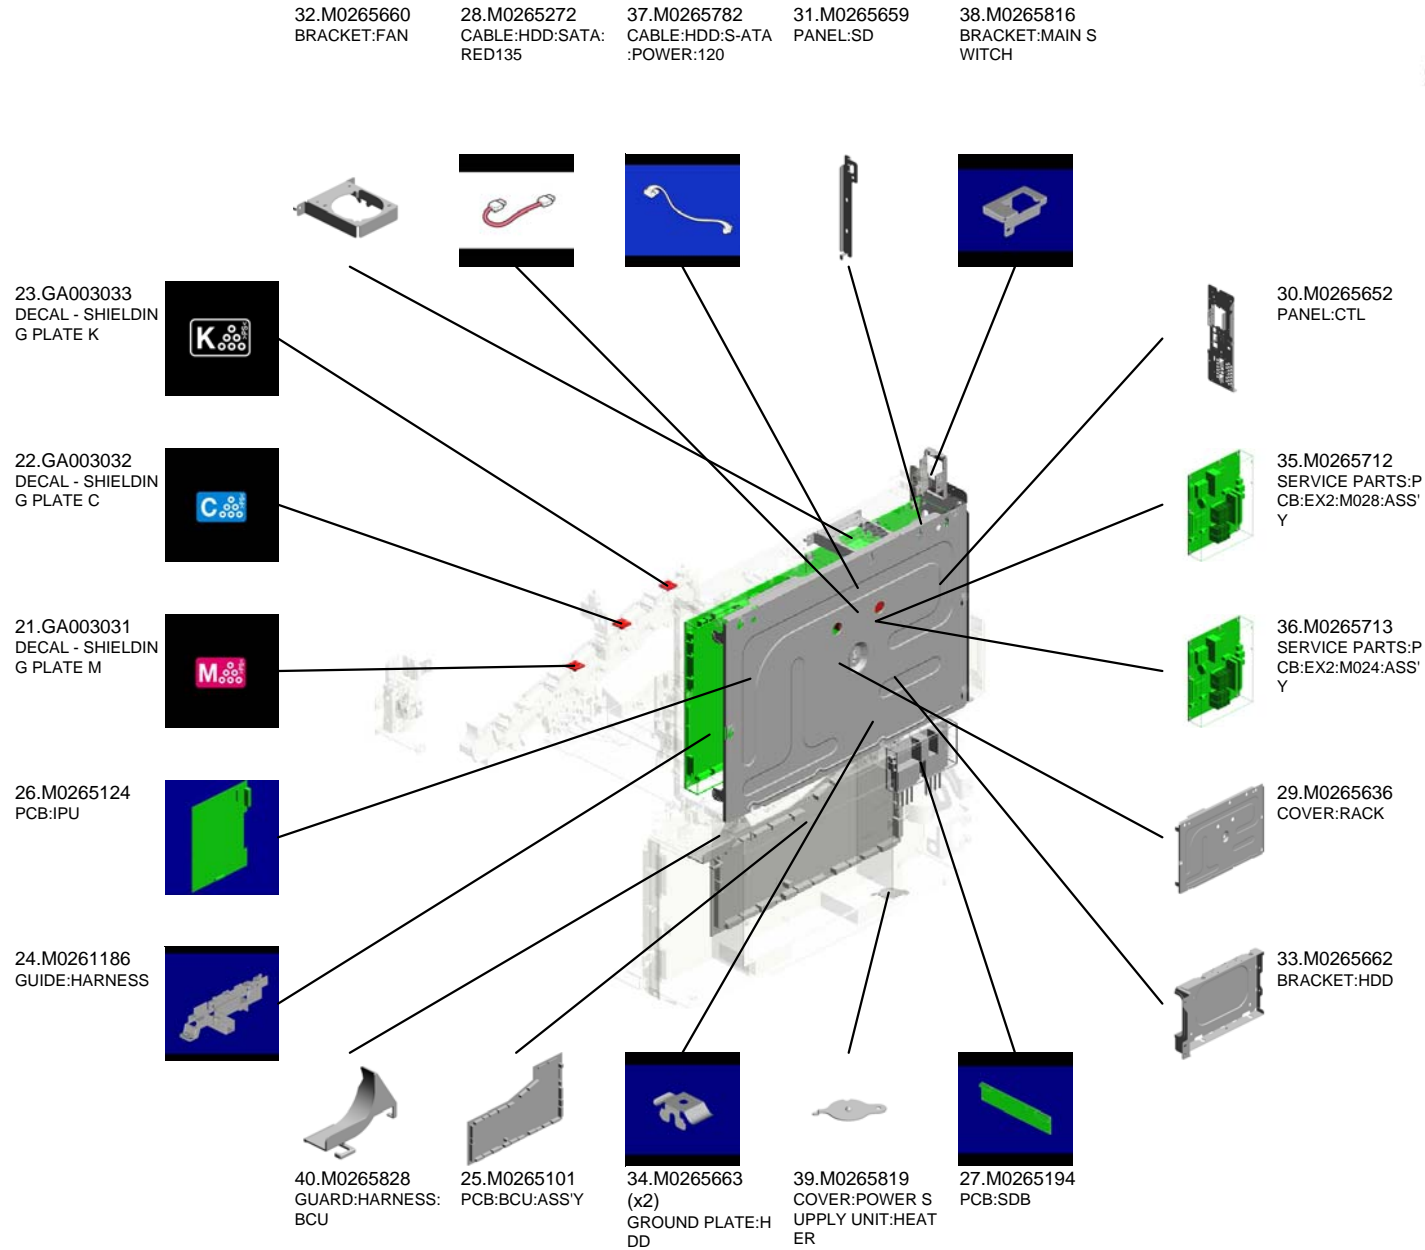 32.M0265660
BRACKET:FAN
28.M0265272
CABLE:HDD:SATA:
RED135
37.M0265782
CABLE:HDD:S-ATA
:POWER:120
31.M0265659
PANEL:SD
38.M0265816
BRACKET:MAIN S
WITCH
23.GA003033
DECAL - SHIELDIN
G PLATE K
K
30.M0265652
PANEL:CTL
22.GA003032
DECAL - SHIELDIN
G PLATE C
C
35.M0265712
SERVICE PARTS:P
CB:EX2:M028:ASS'
Y
21.GA003031
DECAL - SHIELDIN
G PLATE M
M
36.M0265713
SERVICE PARTS:P
CB:EX2:M024:ASS'
Y
26.M0265124
PCB:IPU
29.M0265636
COVER:RACK
24.M0261186
GUIDE:HARNESS
33.M0265662
BRACKET:HDD
40.M0265828
GUARD:HARNESS:
BCU
25.M0265101
PCB:BCU:ASS'Y
34.M0265663
(x2)
GROUND PLATE:H
DD
39.M0265819
COVER:POWER S
UPPLY UNIT:HEAT
ER
27.M0265194
PCB:SDB